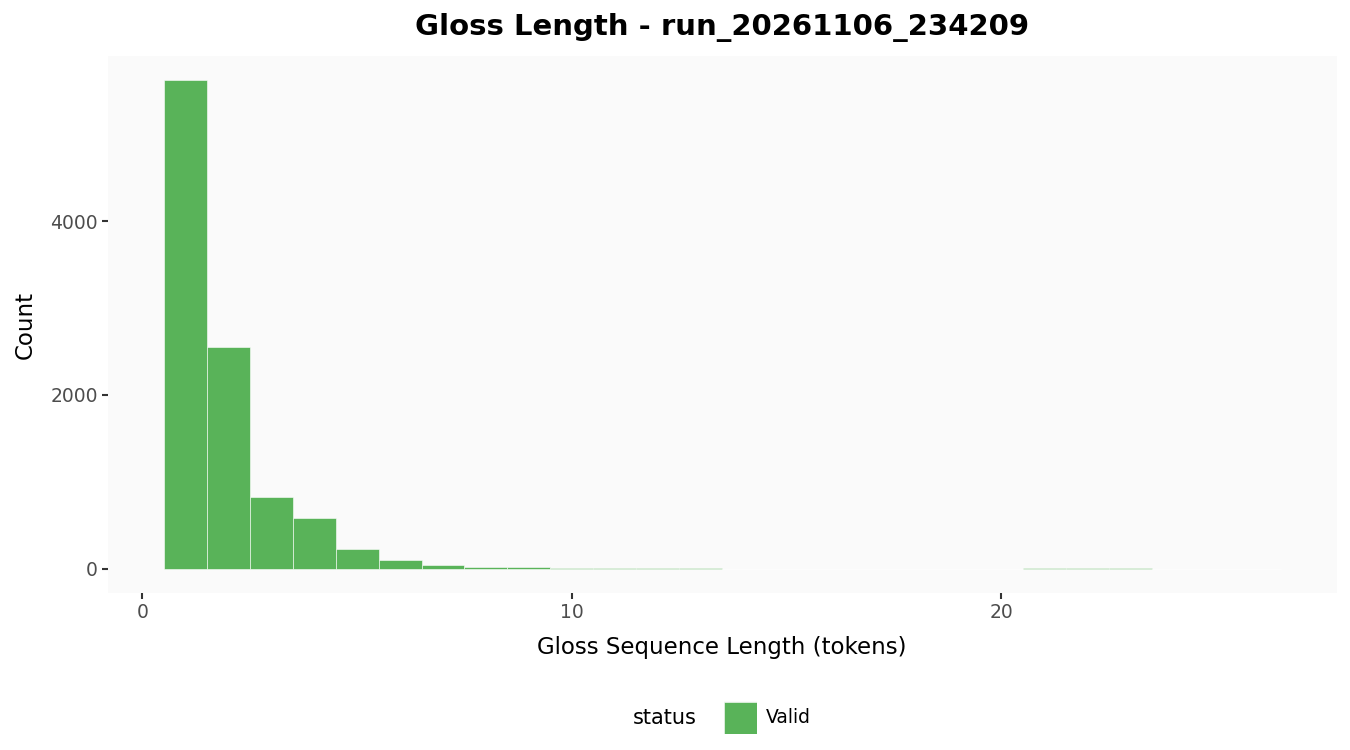 Gloss Length - run_20261106_234209
Count
4000
2000
0
0 10 20
Gloss Sequence Length (tokens)
status Valid